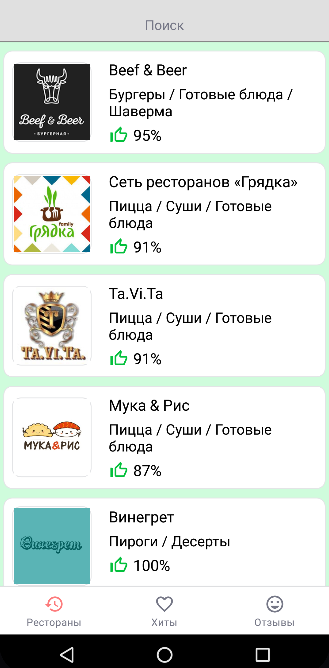 Поиск
Beef & Beer
Beef & Beer
• БУРГЕРНАЯ •
Бургеры / Готовые блюда /
Шаверма
95%
Сеть ресторанов «Грядка»
family
грядка
Пицца / Суши / Готовые
блюда
91%
Ta.Vi.Ta
TA.VI.TA.
Пицца / Суши / Готовые
блюда
91%
Мука & Рис
МУКА&РИС
Пицца / Суши / Готовые
блюда
87%
Винегрет
Винегрет
Пироги / Десерты
100%
Рестораны
Хиты
Отзывы